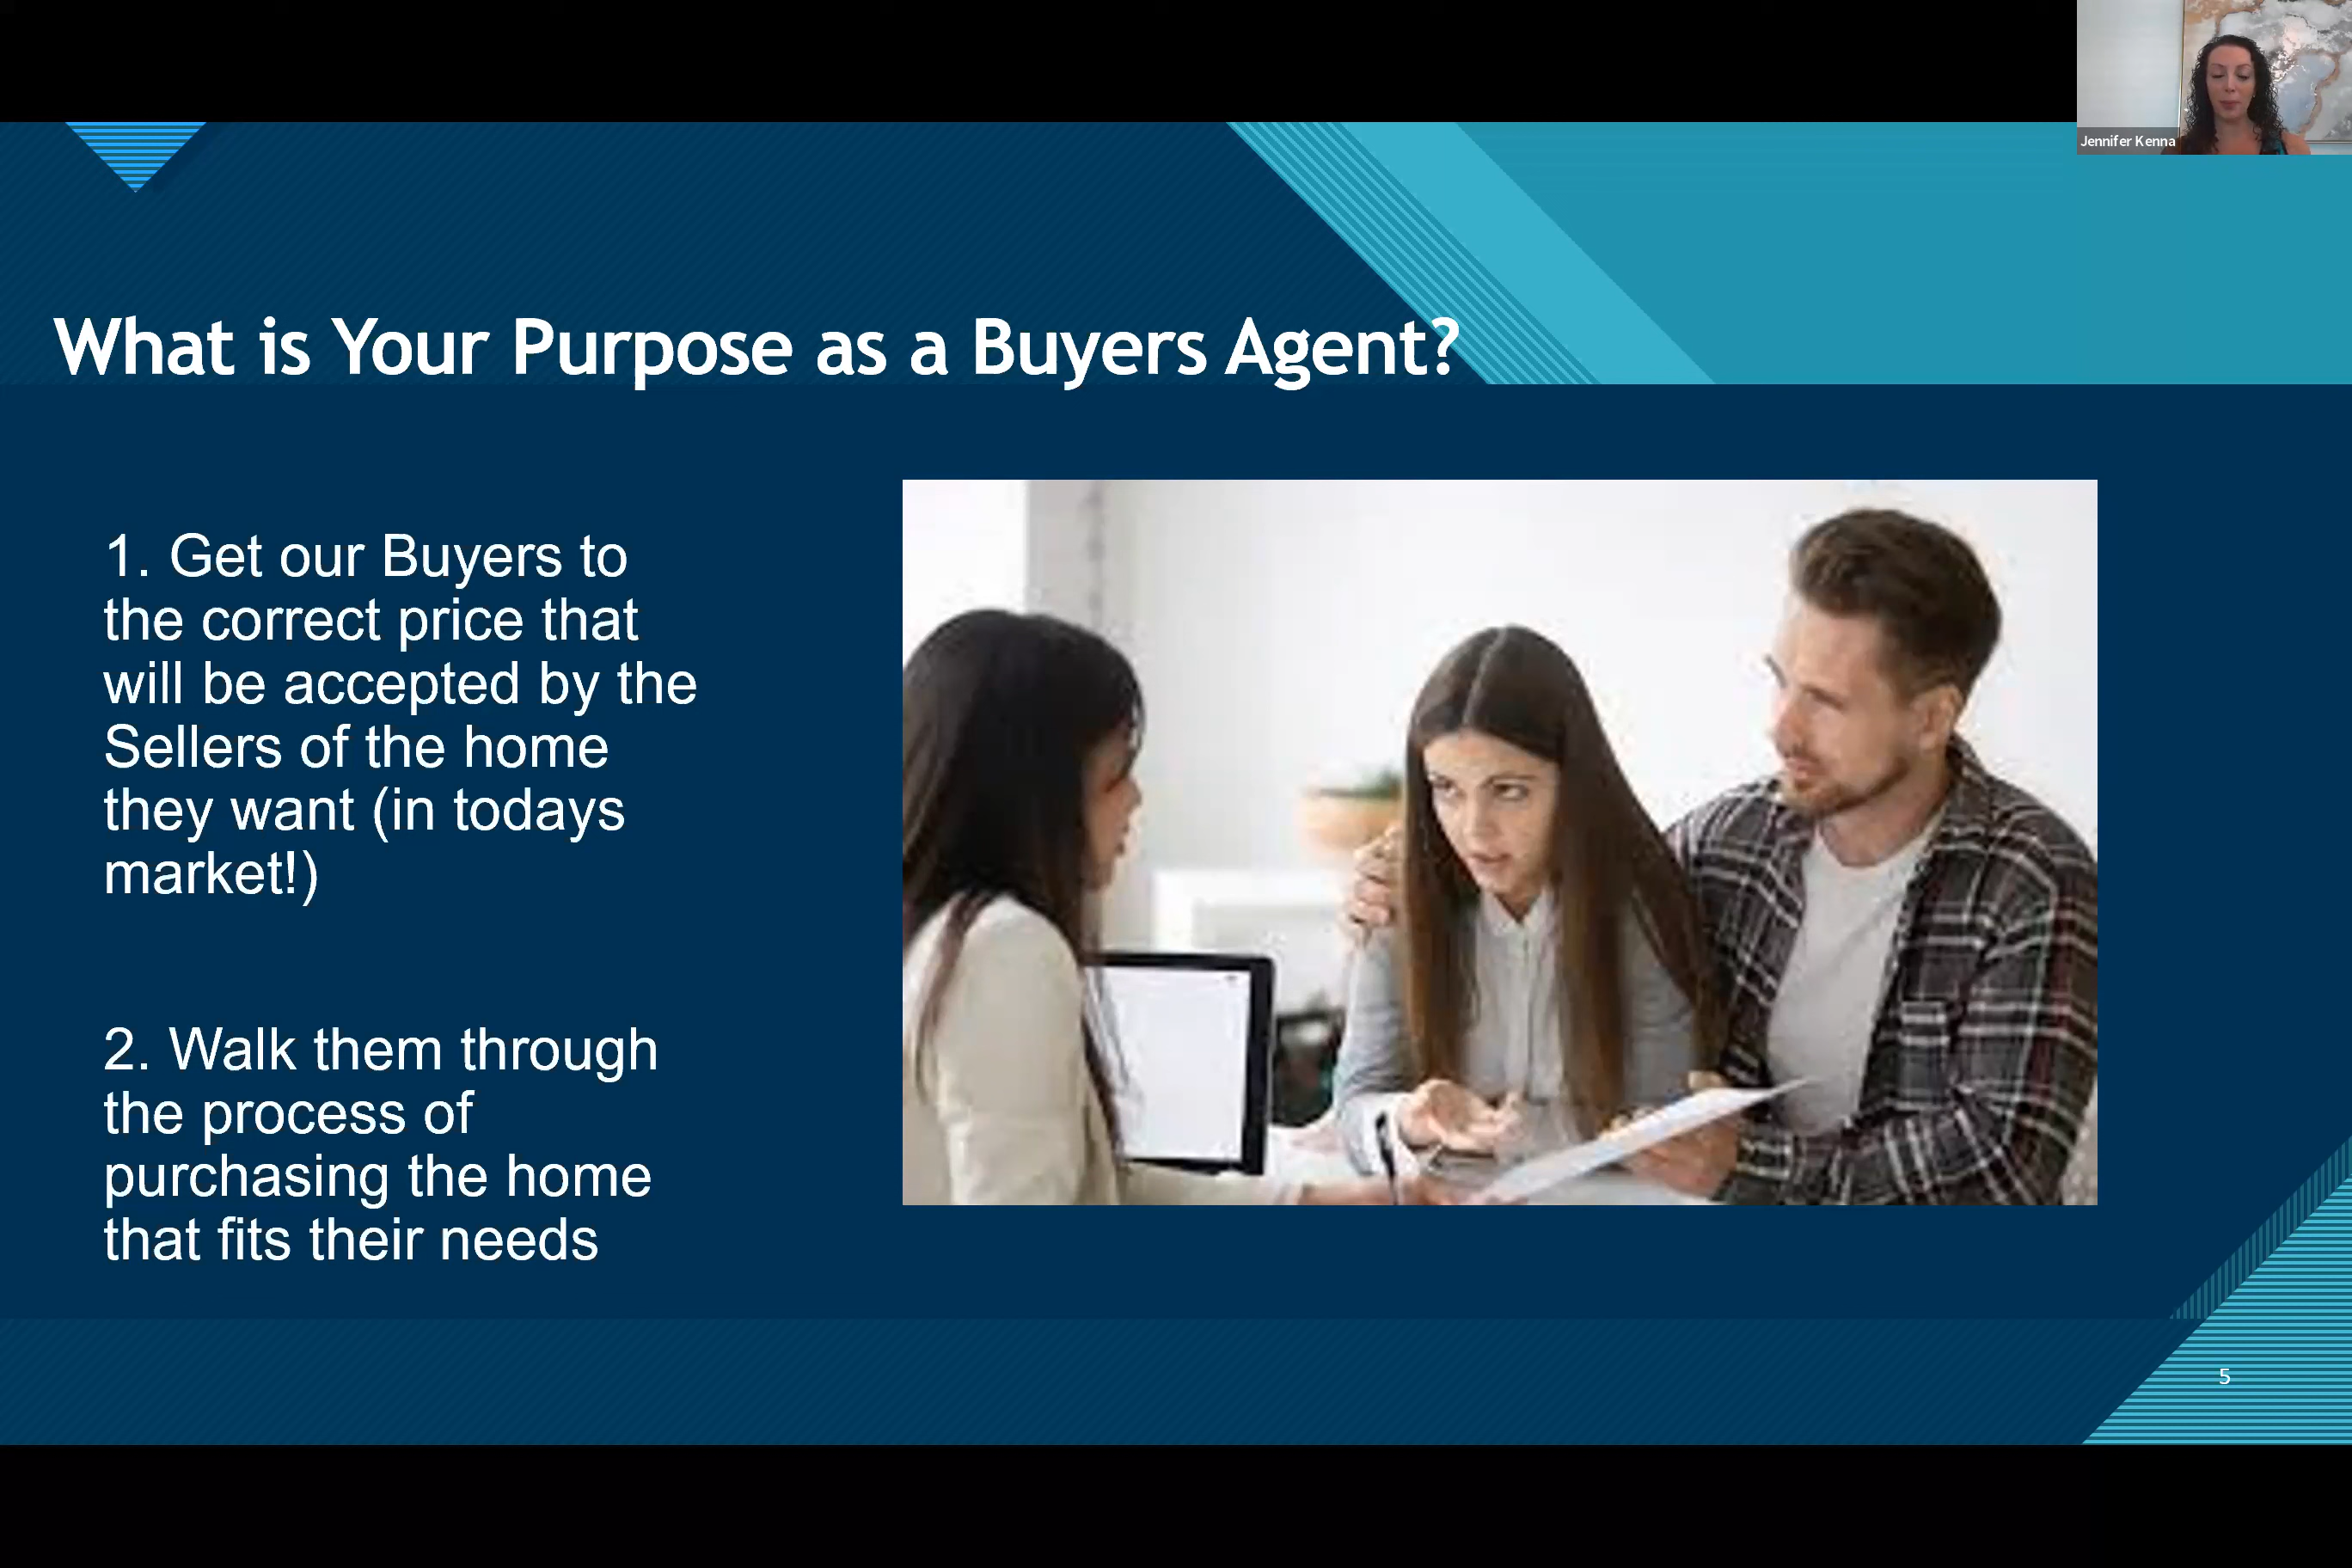 Jennifer Kenna
What is Your Purpose as a Buyers Agent?
1. Get our Buyers to
the correct price that
will be accepted by the
Sellers of the home
they want (in todays
market!)
2. Walk them through
the process of
purchasing the home
that fits their needs
5